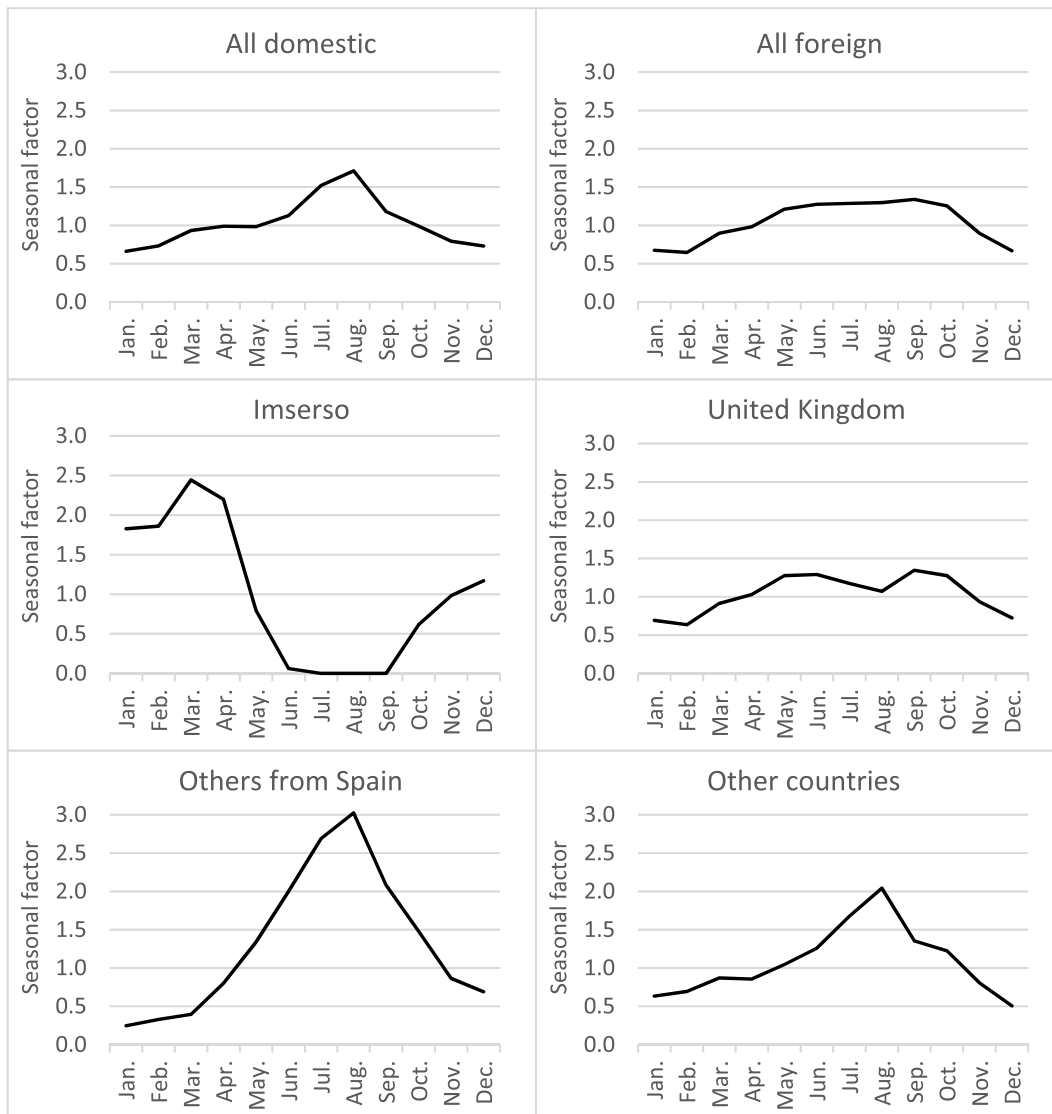 All domestic
Seasonal factor
3.0
2.5
2.0
1.5
1.0
0.5
0.0
Jan. Feb. Mar. Apr. May. Jun. Jul. Aug. Sep. Oct. Nov. Dec.
All foreign
Seasonal factor
3.0
2.5
2.0
1.5
1.0
0.5
0.0
Jan. Feb. Mar. Apr. May. Jun. Jul. Aug. Sep. Oct. Nov. Dec.
Imserso
Seasonal factor
3.0
2.5
2.0
1.5
1.0
0.5
0.0
Jan. Feb. Mar. Apr. May. Jun. Jul. Aug. Sep. Oct. Nov. Dec.
United Kingdom
Seasonal factor
3.0
2.5
2.0
1.5
1.0
0.5
0.0
Jan. Feb. Mar. Apr. May. Jun. Jul. Aug. Sep. Oct. Nov. Dec.
Others from Spain
Seasonal factor
3.0
2.5
2.0
1.5
1.0
0.5
0.0
Jan. Feb. Mar. Apr. May. Jun. Jul. Aug. Sep. Oct. Nov. Dec.
Other countries
Seasonal factor
3.0
2.5
2.0
1.5
1.0
0.5
0.0
Jan. Feb. Mar. Apr. May. Jun. Jul. Aug. Sep. Oct. Nov. Dec.